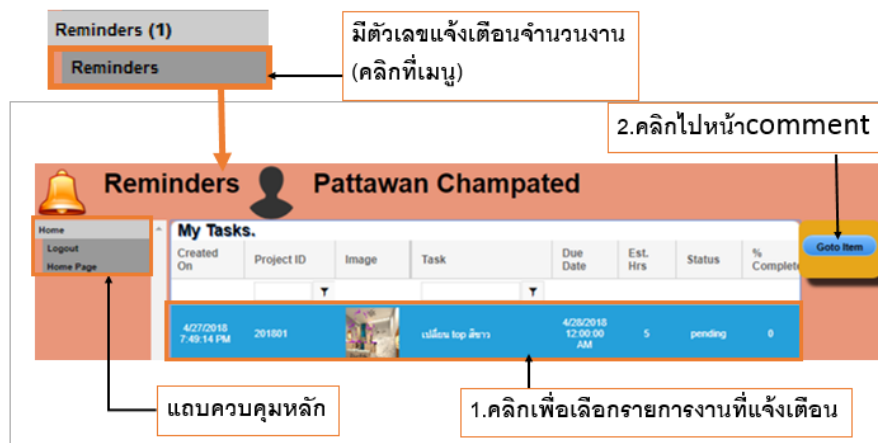 Reminders (1)
Reminders
มีตัวเลขแจ้งเตือนจำนวนงาน
(คลิกที่เมนู)
2.คลิกไปหน้าcomment
Reminders Pattawan Champated
Home
Logout
Home Page
My Tasks.
Created On
Project ID
Image
Task
Due Date
Est. Hrs
Status
% Complete
Goto Item
4/27/2018
7:49:14 PM
201801
เปลี่ยน top สีขาว
4/28/2018
12:00:00
AM
5
pending
0
แถบควบคุมหลัก
1.คลิกเพื่อเลือกรายการงานที่แจ้งเตือน